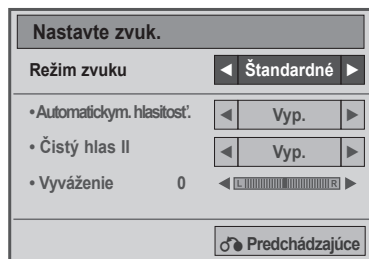 Nastavte zvuk.
Režim zvuku ◄ Štandardné ►
•Automatickym. hlasitosť. ◄ Vyp. ►
• Čistý hlas II ◄ Vyp. ►
• Vyváženie 0 ◄ L R ►
Predchádzajúce